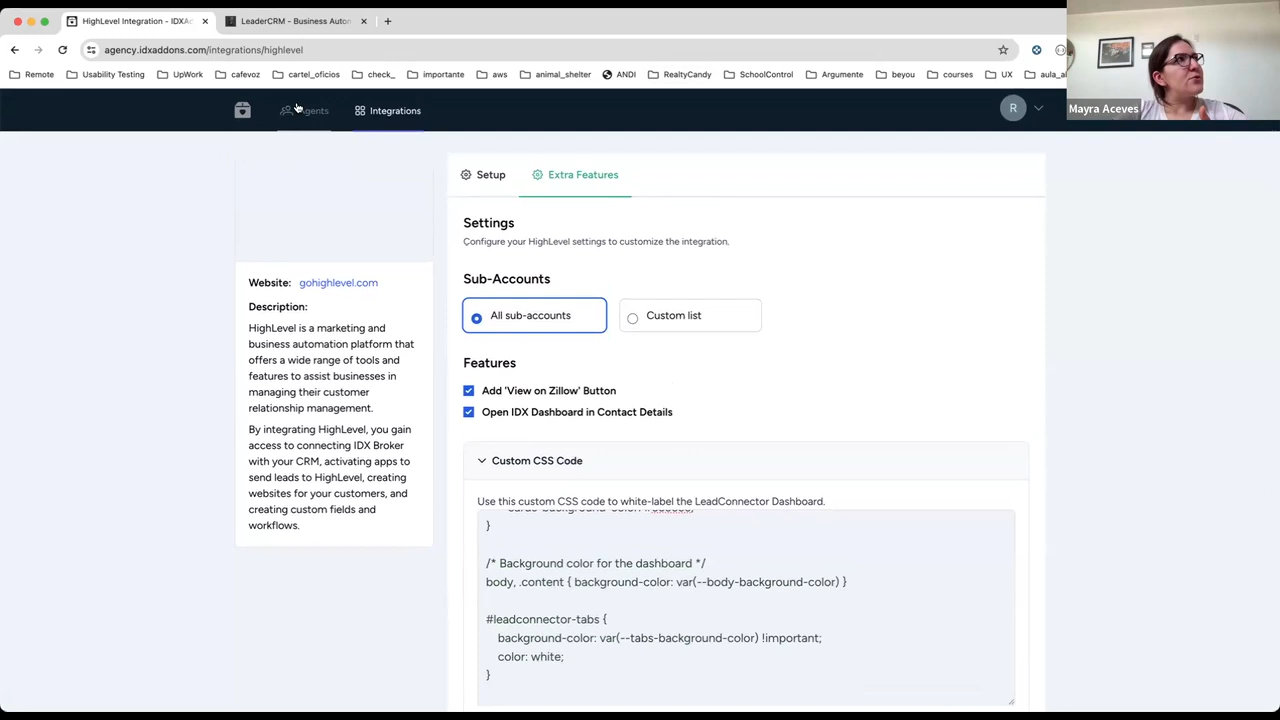 HighLevel Integration - IDXAd
LeaderCRM - Business Autom
agency.idxaddons.com/integrations/highlevel
Remote
Usability Testing
UpWork
cafevoz
cartel_oficios
check_
importante
aws
animal_shelter
ANDI
RealtyCandy
SchoolControl
Argumente
beyou
courses
UX
Mayra Aceves
Integrations
R
Setup
Extra Features
Settings
Configure your HighLevel settings to customize the integration.
Sub-Accounts
All sub-accounts
Custom list
Features
Add 'View on Zillow' Button
Open IDX Dashboard in Contact Details
Custom CSS Code
Use this custom CSS code to white-label the LeadConnector Dashboard.
}
/* Background color for the dashboard */
body, .content { background-color: var(--body-background-color) }
#leadconnector-tabs {
background-color: var(--tabs-background-color) !important;
color: white;
}
Website: gohighlevel.com
Description:
HighLevel is a marketing and
business automation platform that
offers a wide range of tools and
features to assist businesses in
managing their customer
relationship management.
By integrating HighLevel, you gain
access to connecting IDX Broker
with your CRM, activating apps to
send leads to HighLevel, creating
websites for your customers, and
creating custom fields and
workflows.